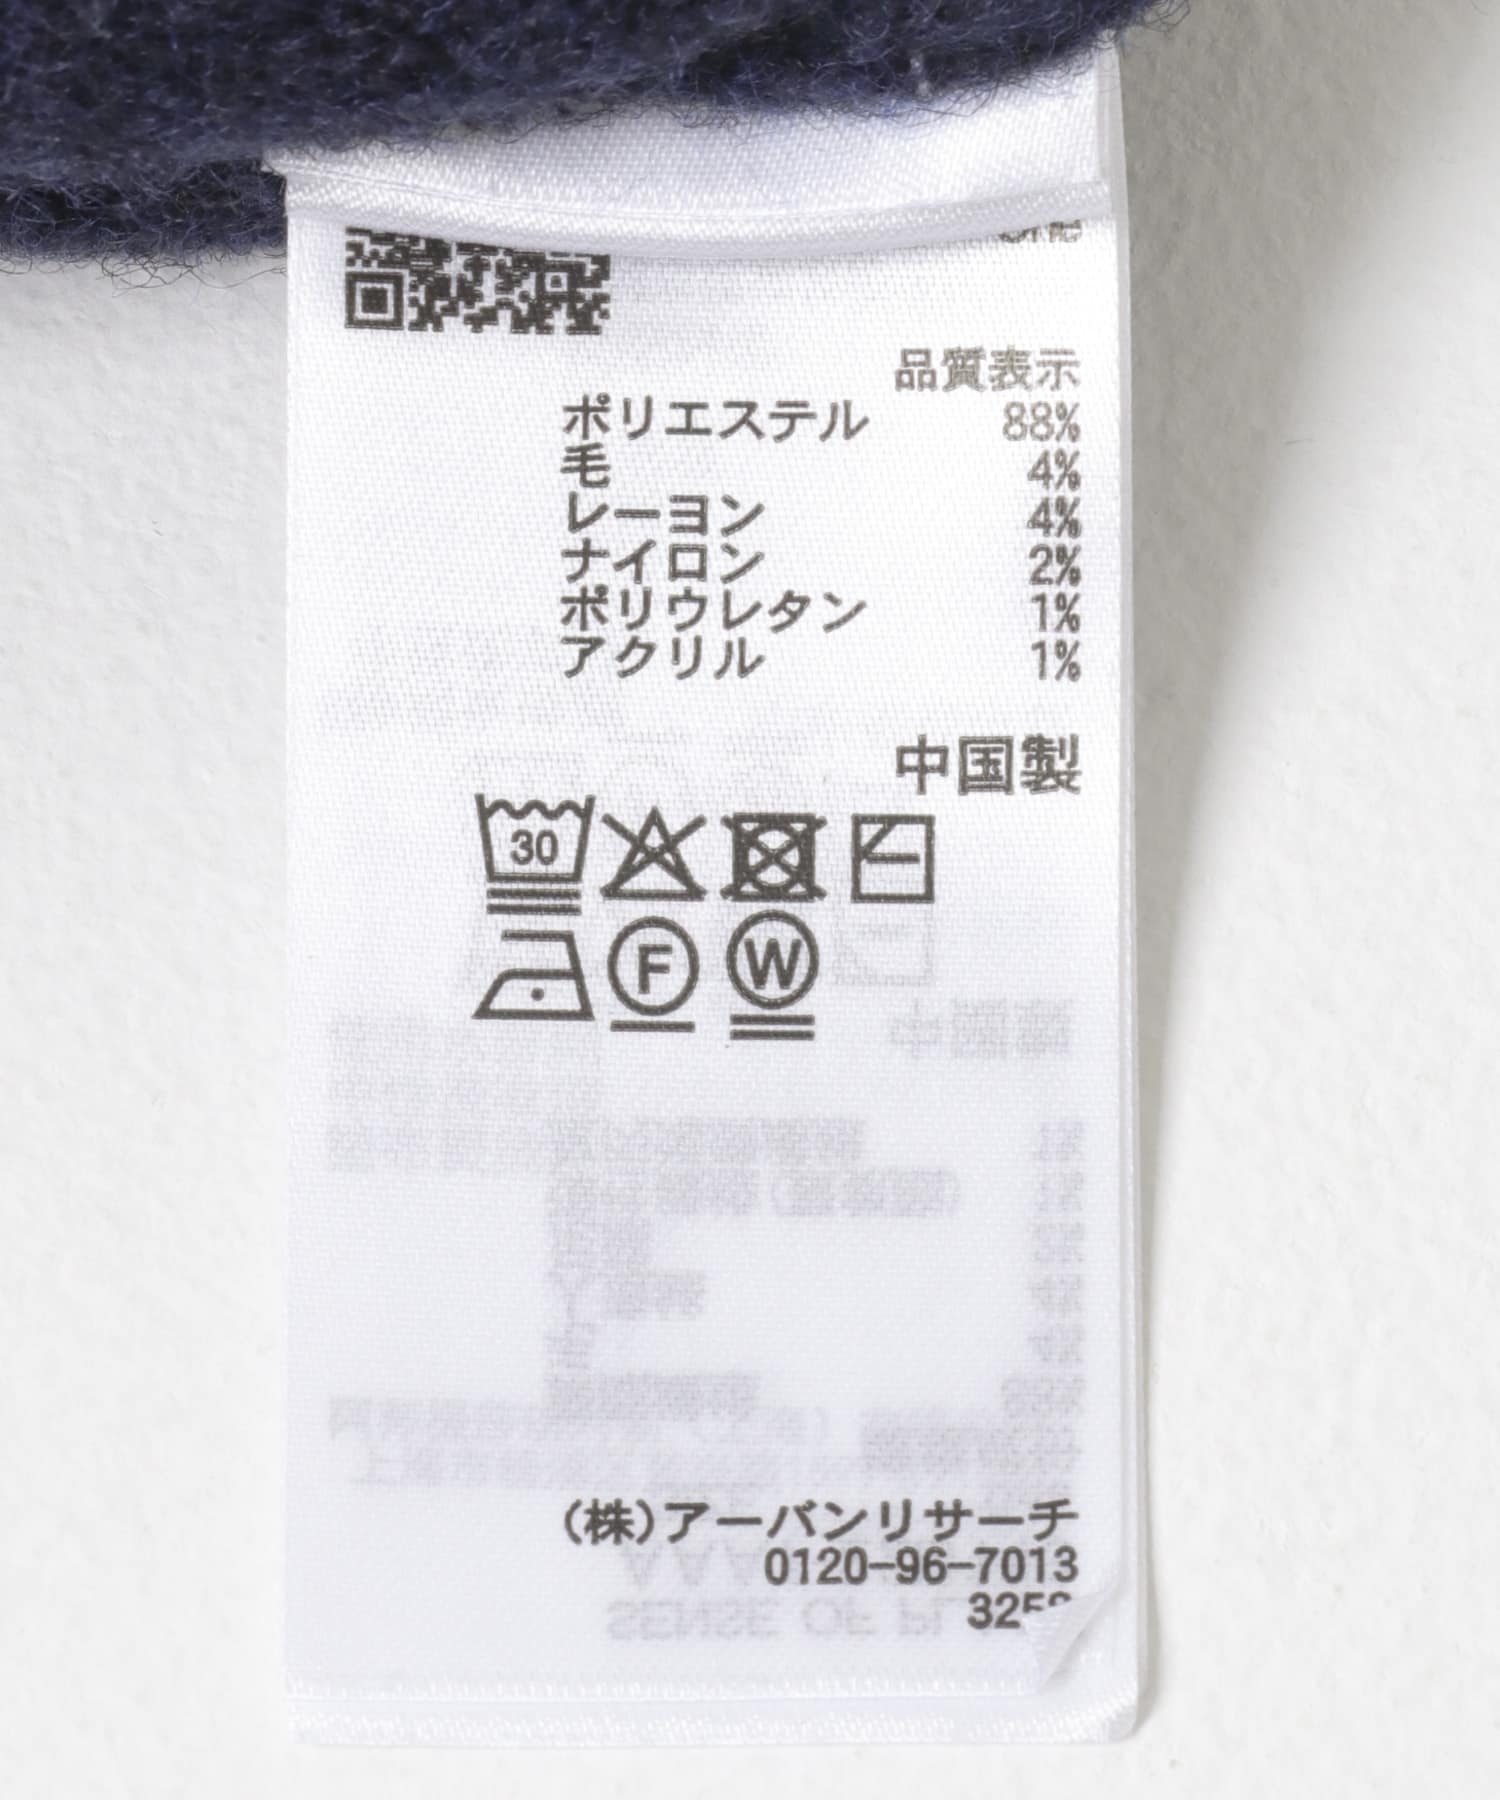 品質表示
ポリエステル 88%
毛 4%
レーヨン 4%
ナイロン 2%
ポリウレタン 1%
アクリル 1%
中国製
30
F W
(株)アーバンリサーチ
0120-96-7013